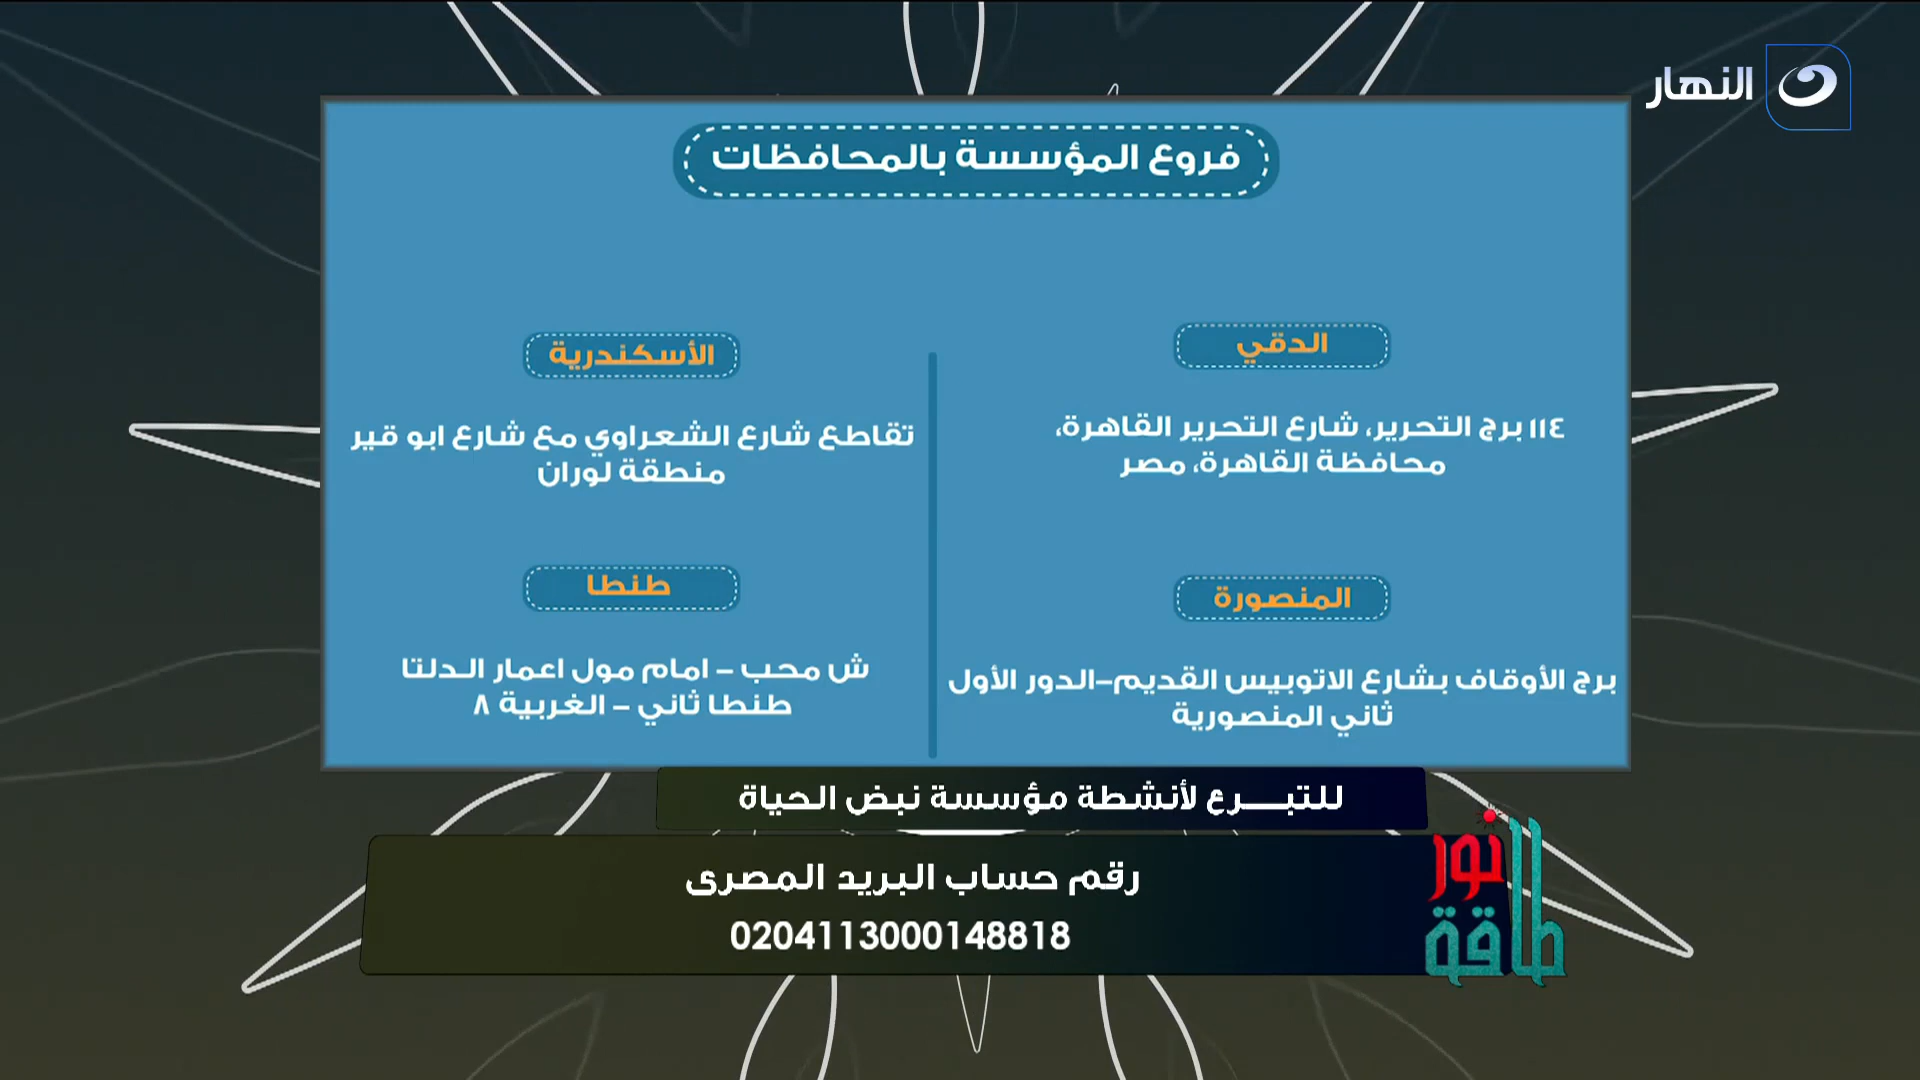 النهار
فروع المؤسسة بالمحافظات
الدقي
١١٤ برج التحرير، شارع التحرير القاهرة،
محافظة القاهرة، مصر
الأسكندرية
تقاطع شارع الشعراوي مع شارع ابو قير
منطقة لوران
المنصورة
برج الأوقاف بشارع الاتوبيس القديم-الدور الأول
ثاني المنصورية
طنطا
ش محب - امام مول اعمار الدلتا
طنطا ثاني - الغربية ٨
للتبـــرع لأنشطة مؤسسة نبض الحياة
رقم حساب البريد المصرى
0204113000148818
طاقة نور